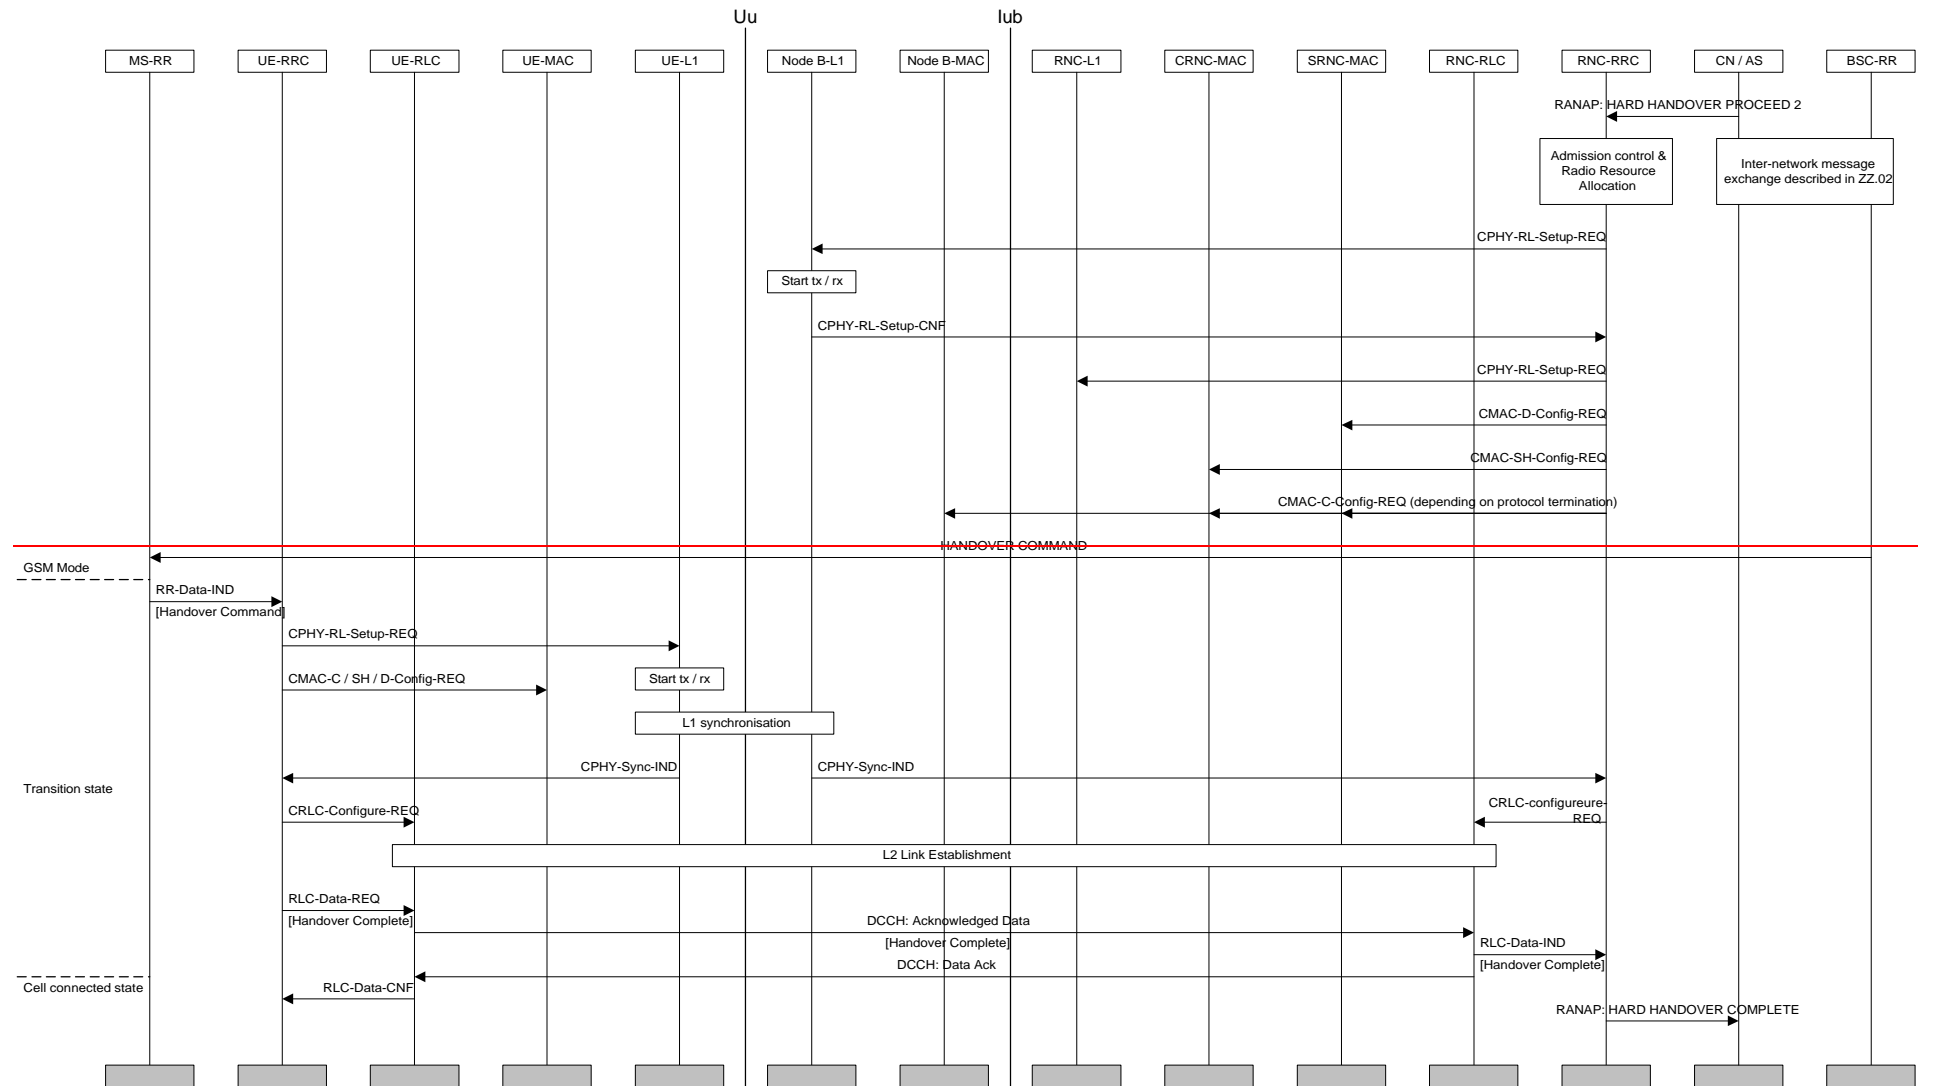 Uu
Iub
MS-RR
UE-RRC
UE-RLC
UE-MAC
UE-L1
Node B-L1
Node B-MAC
RNC-L1
CRNC-MAC
SRNC-MAC
RNC-RLC
RNC-RRC
CN / AS
BSC-RR
RANAP: HARD HANDOVER PROCEED 2
Admission control &
Radio Resource
Allocation
Inter-network message
exchange described in ZZ.02
CPHY-RL-Setup-REQ
Start tx / rx
CPHY-RL-Setup-CNF
CPHY-RL-Setup-REQ
CMAC-D-Config-REQ
CMAC-SH-Config-REQ
CMAC-C-Config-REQ (depending on protocol termination)
HANDOVER COMMAND
GSM Mode
RR-Data-IND
[Handover Command]
CPHY-RL-Setup-REQ
CMAC-C / SH / D-Config-REQ
Start tx / rx
L1 synchronisation
CPHY-Sync-IND
CPHY-Sync-IND
Transition state
CRLC-Configure-REQ
CRLC-configureure-
REQ
L2 Link Establishment
RLC-Data-REQ
[Handover Complete]
DCCH: Acknowledged Data
[Handover Complete]
RLC-Data-IND
[Handover Complete]
DCCH: Data Ack
Cell connected state
RLC-Data-CNF
RANAP: HARD HANDOVER COMPLETE